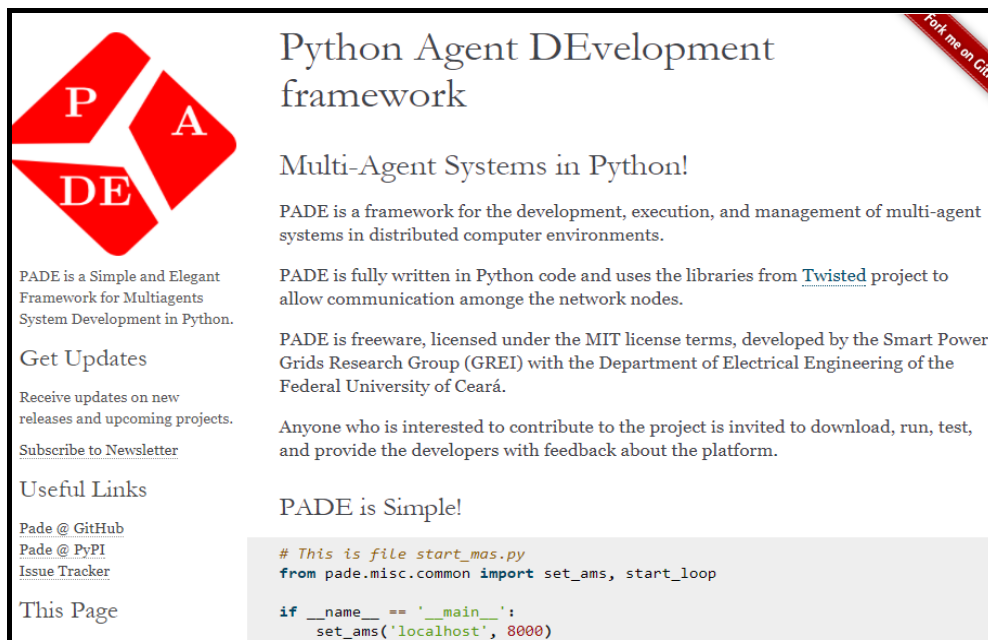 P
A
DE
PADE is a Simple and Elegant
Framework for Multiagents
System Development in Python.
Get Updates
Receive updates on new
releases and upcoming projects.
Subscribe to Newsletter
Useful Links
Pade @ GitHub
Pade @ PyPI
Issue Tracker
This Page
Fork me on Git
Python Agent DEvelopment
framework
Multi-Agent Systems in Python!
PADE is a framework for the development, execution, and management of multi-agent
systems in distributed computer environments.
PADE is fully written in Python code and uses the libraries from Twisted project to
allow communication amonge the network nodes.
PADE is freeware, licensed under the MIT license terms, developed by the Smart Power
Grids Research Group (GREI) with the Department of Electrical Engineering of the
Federal University of Ceará.
Anyone who is interested to contribute to the project is invited to download, run, test,
and provide the developers with feedback about the platform.
PADE is Simple!
# This is file start_mas.py
from pade.misc.common import set_ams, start_loop
if __name__ == '__main__':
    set_ams('localhost', 8000)